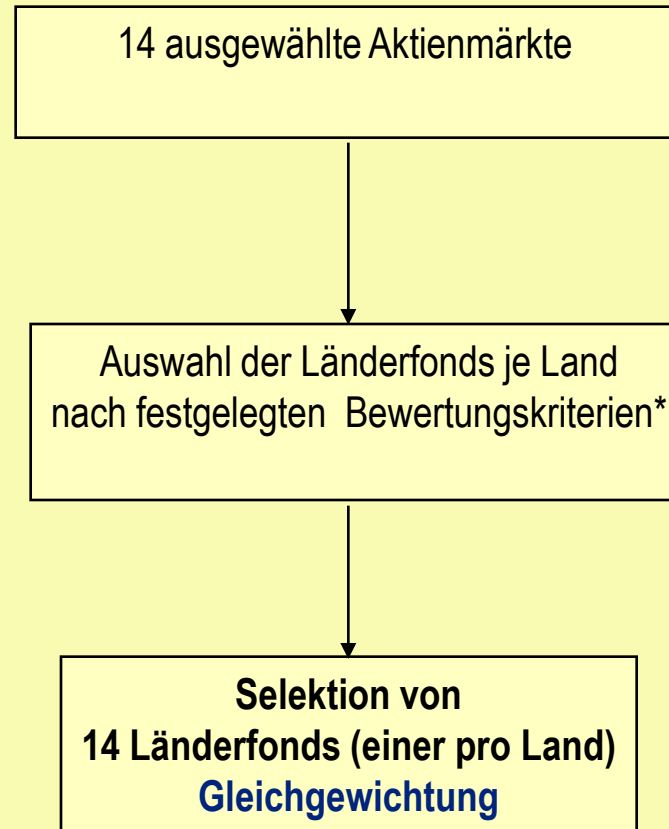 14 ausgewählte Aktienmärkte
Auswahl der Länderfonds je Land
nach festgelegten Bewertungskriterien*
Selektion von
14 Länderfonds (einer pro Land)
Gleichgewichtung